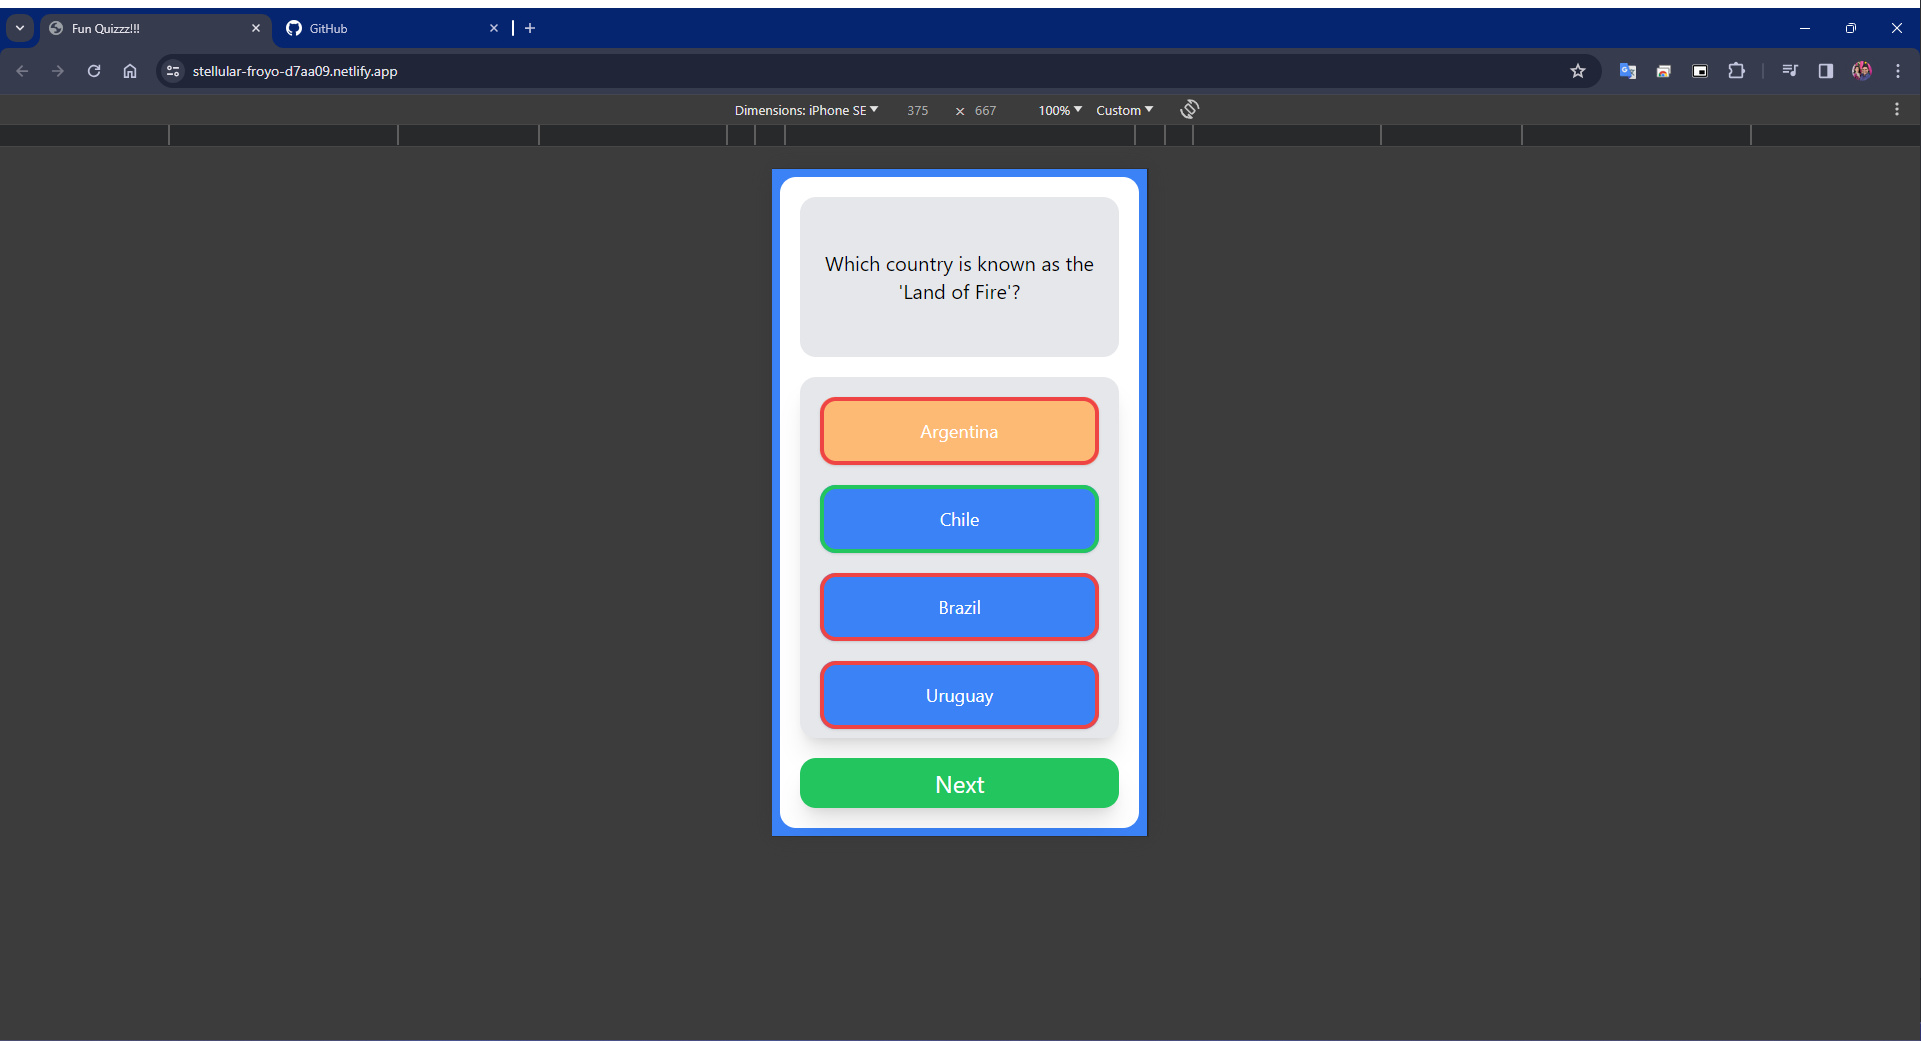 Fun Quizzz!!!
GitHub
stellular-froyo-d7aa09.netlify.app
Dimensions: iPhone SE 375 × 667 100% Custom
Which country is known as the
'Land of Fire'?
Argentina
Chile
Brazil
Uruguay
Next